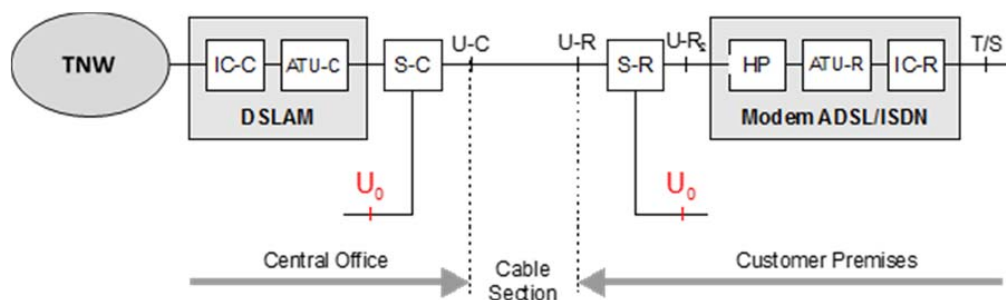 TNW
IC-C
ATU-C
DSLAM
S-C
U-C
U-R
S-R
U-R₂
HP
ATU-R
IC-R
Modem ADSL/ISDN
T/S
U₀
U₀
Central Office
Cable
Section
Customer Premises